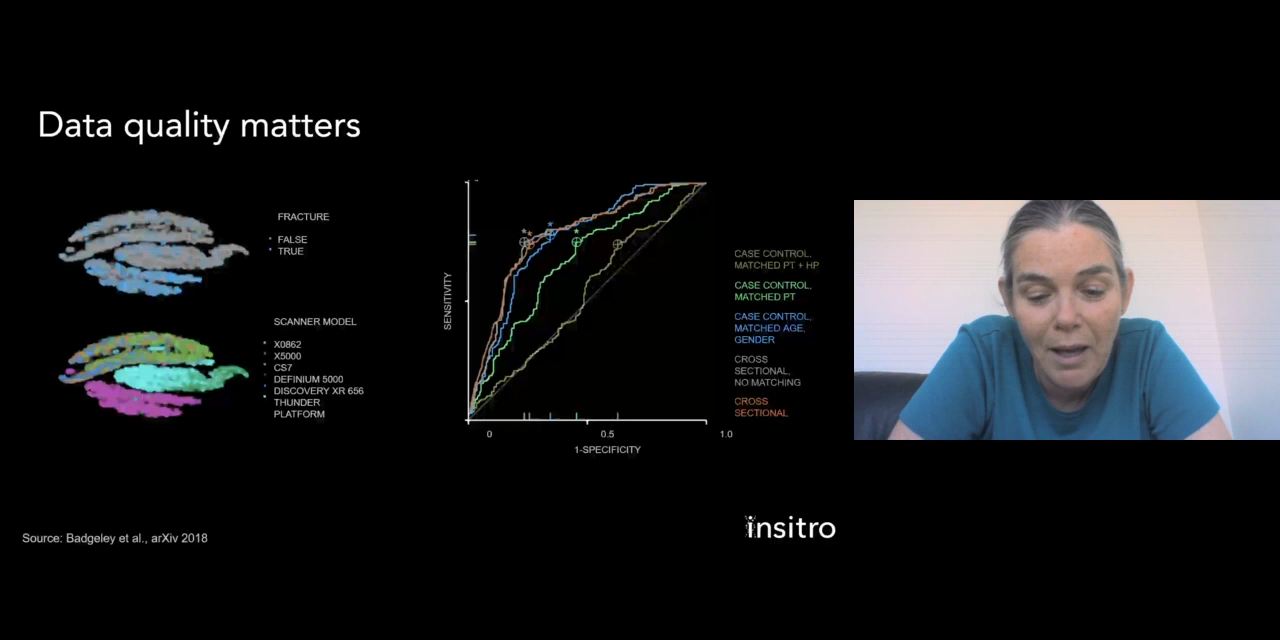 Data quality matters
FRACTURE
FALSE
TRUE
SCANNER MODEL
X0862
X5000
CS7
DEFINIUM 5000
DISCOVERY XR 656
THUNDER
PLATFORM
SENSITIVITY
0
0.5
1.0
1-SPECIFICITY
CASE CONTROL,
MATCHED PT + HP
CASE CONTROL,
MATCHED PT
CASE CONTROL,
MATCHED AGE,
GENDER
CROSS
SECTIONAL,
NO MATCHING
CROSS
SECTIONAL
insitro
Source: Badgeley et al., arXiv 2018